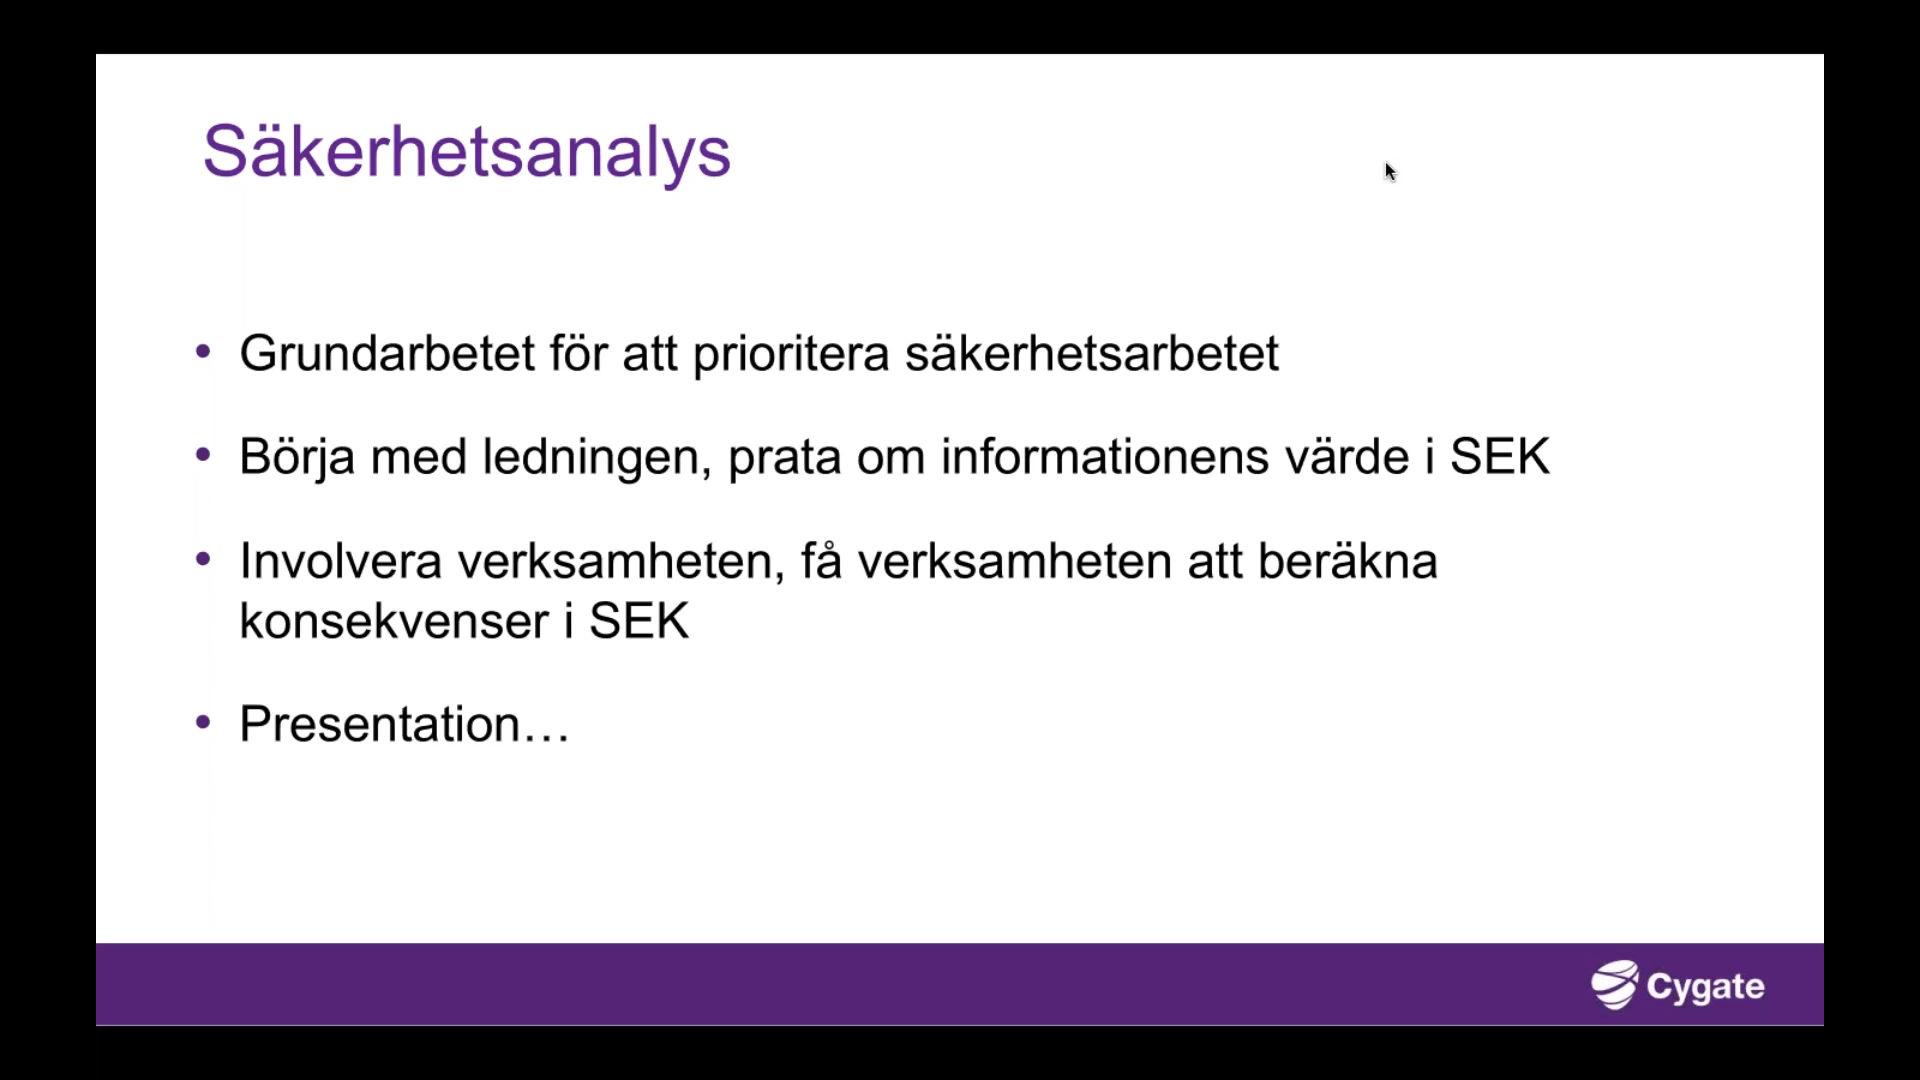 Säkerhetsanalys
• Grundarbetet för att prioritera säkerhetsarbetet
• Börja med ledningen, prata om informationens värde i SEK
• Involvera verksamheten, få verksamheten att beräkna
konsekvenser i SEK
• Presentation…
Cygate